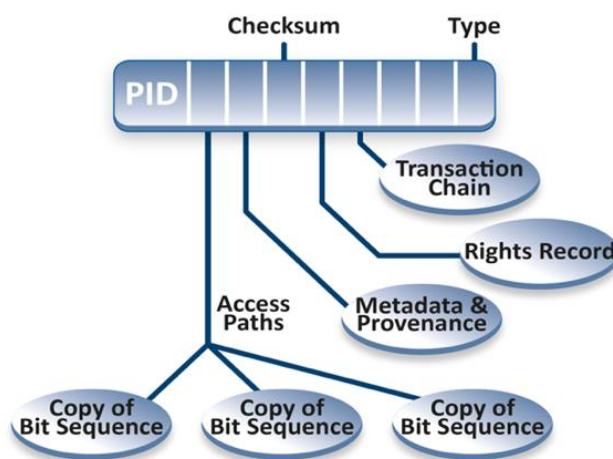 Checksum
Type
PID
Transaction
Chain
Rights Record
Access
Paths
Metadata &
Provenance
Copy of
Bit Sequence
Copy of
Bit Sequence
Copy of
Bit Sequence